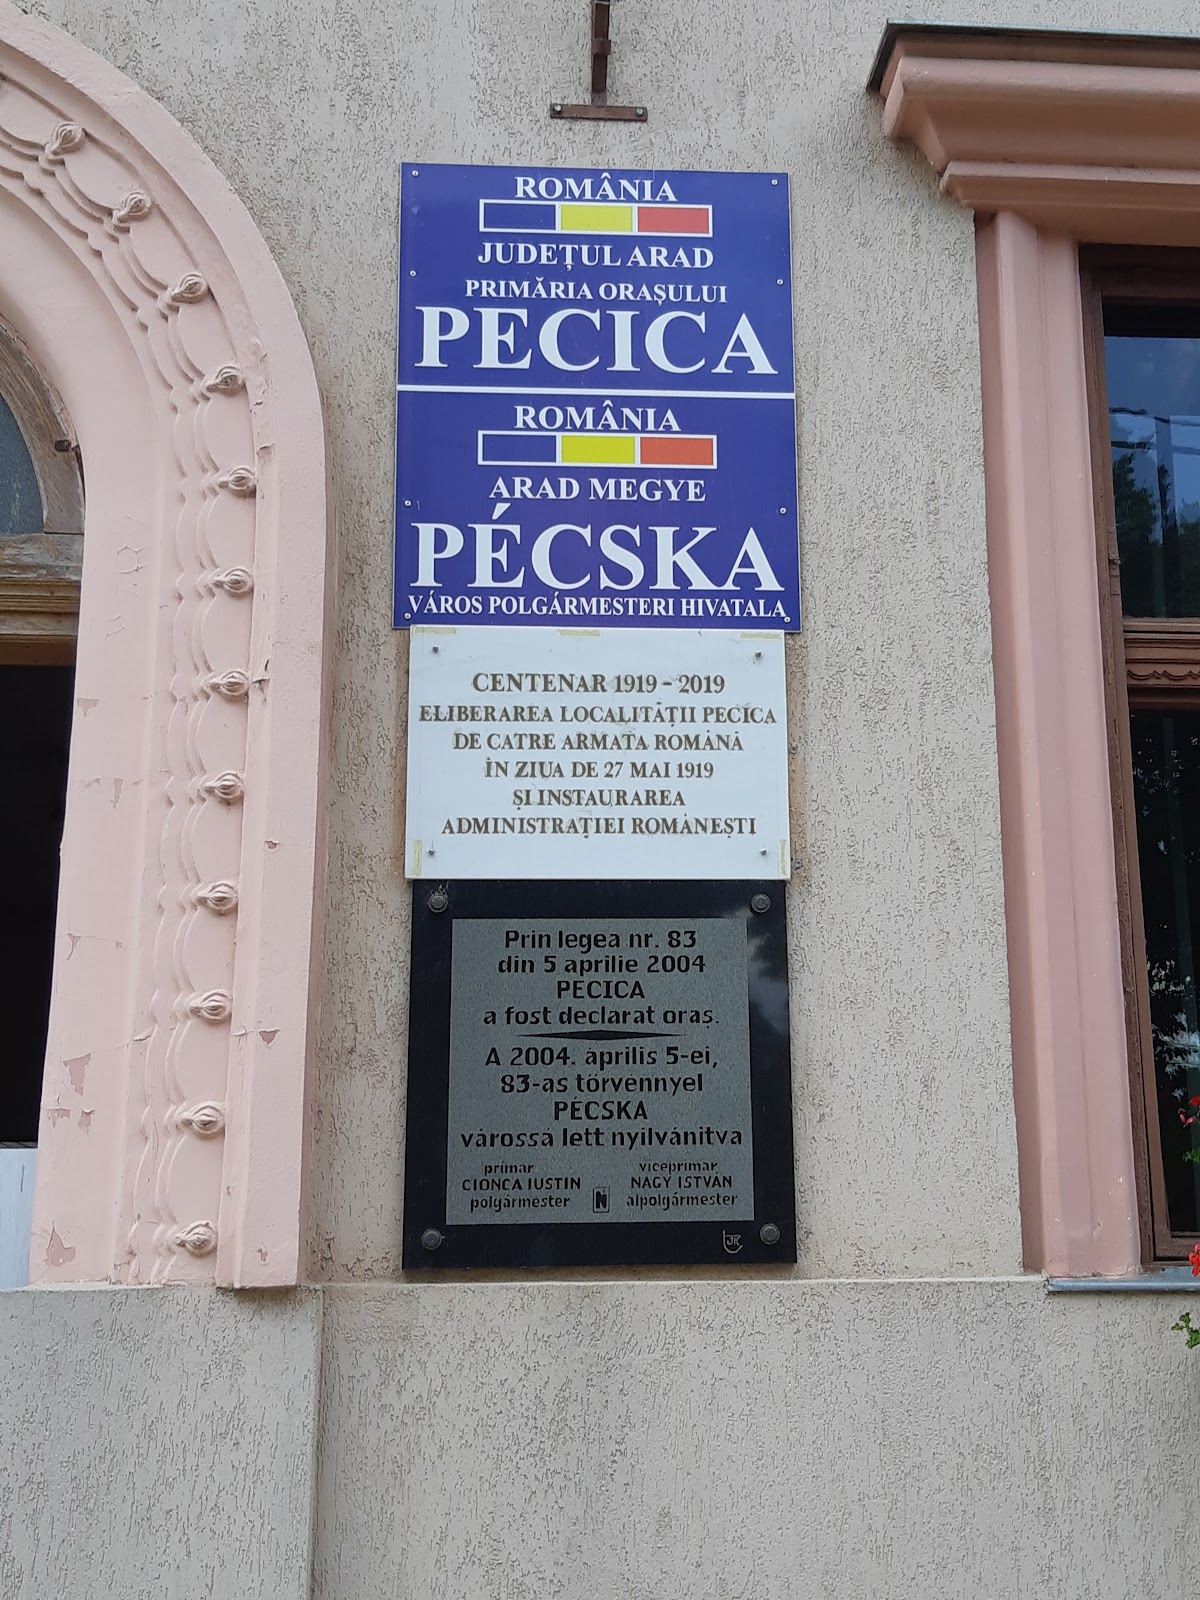 ROMÂNIA
JUDEȚUL ARAD
PRIMĂRIA ORAȘULUI
PECICA
ROMÂNIA
ARAD MEGYE
PÉCSKA
VÁROS POLGÁRMESTERI HIVATALA
CENTENAR 1919 - 2019
ELIBERAREA LOCALITĂȚII PECICA
DE CATRE ARMATA ROMÂNĂ
ÎN ZIUA DE 27 MAI 1919
ȘI INSTAURAREA
ADMINISTRAȚIEI ROMÂNEȘTI
Prin legea nr. 83
din 5 aprilie 2004
PECICA
a fost declarat oraș.
A 2004. április 5-ei,
83-as törvénnyel
PÉCSKA
várossá lett nyilvánítva
primar viceprimar
CIONCA IUSTIN NAGY ISTVÁN
polgármester N alpolgármester